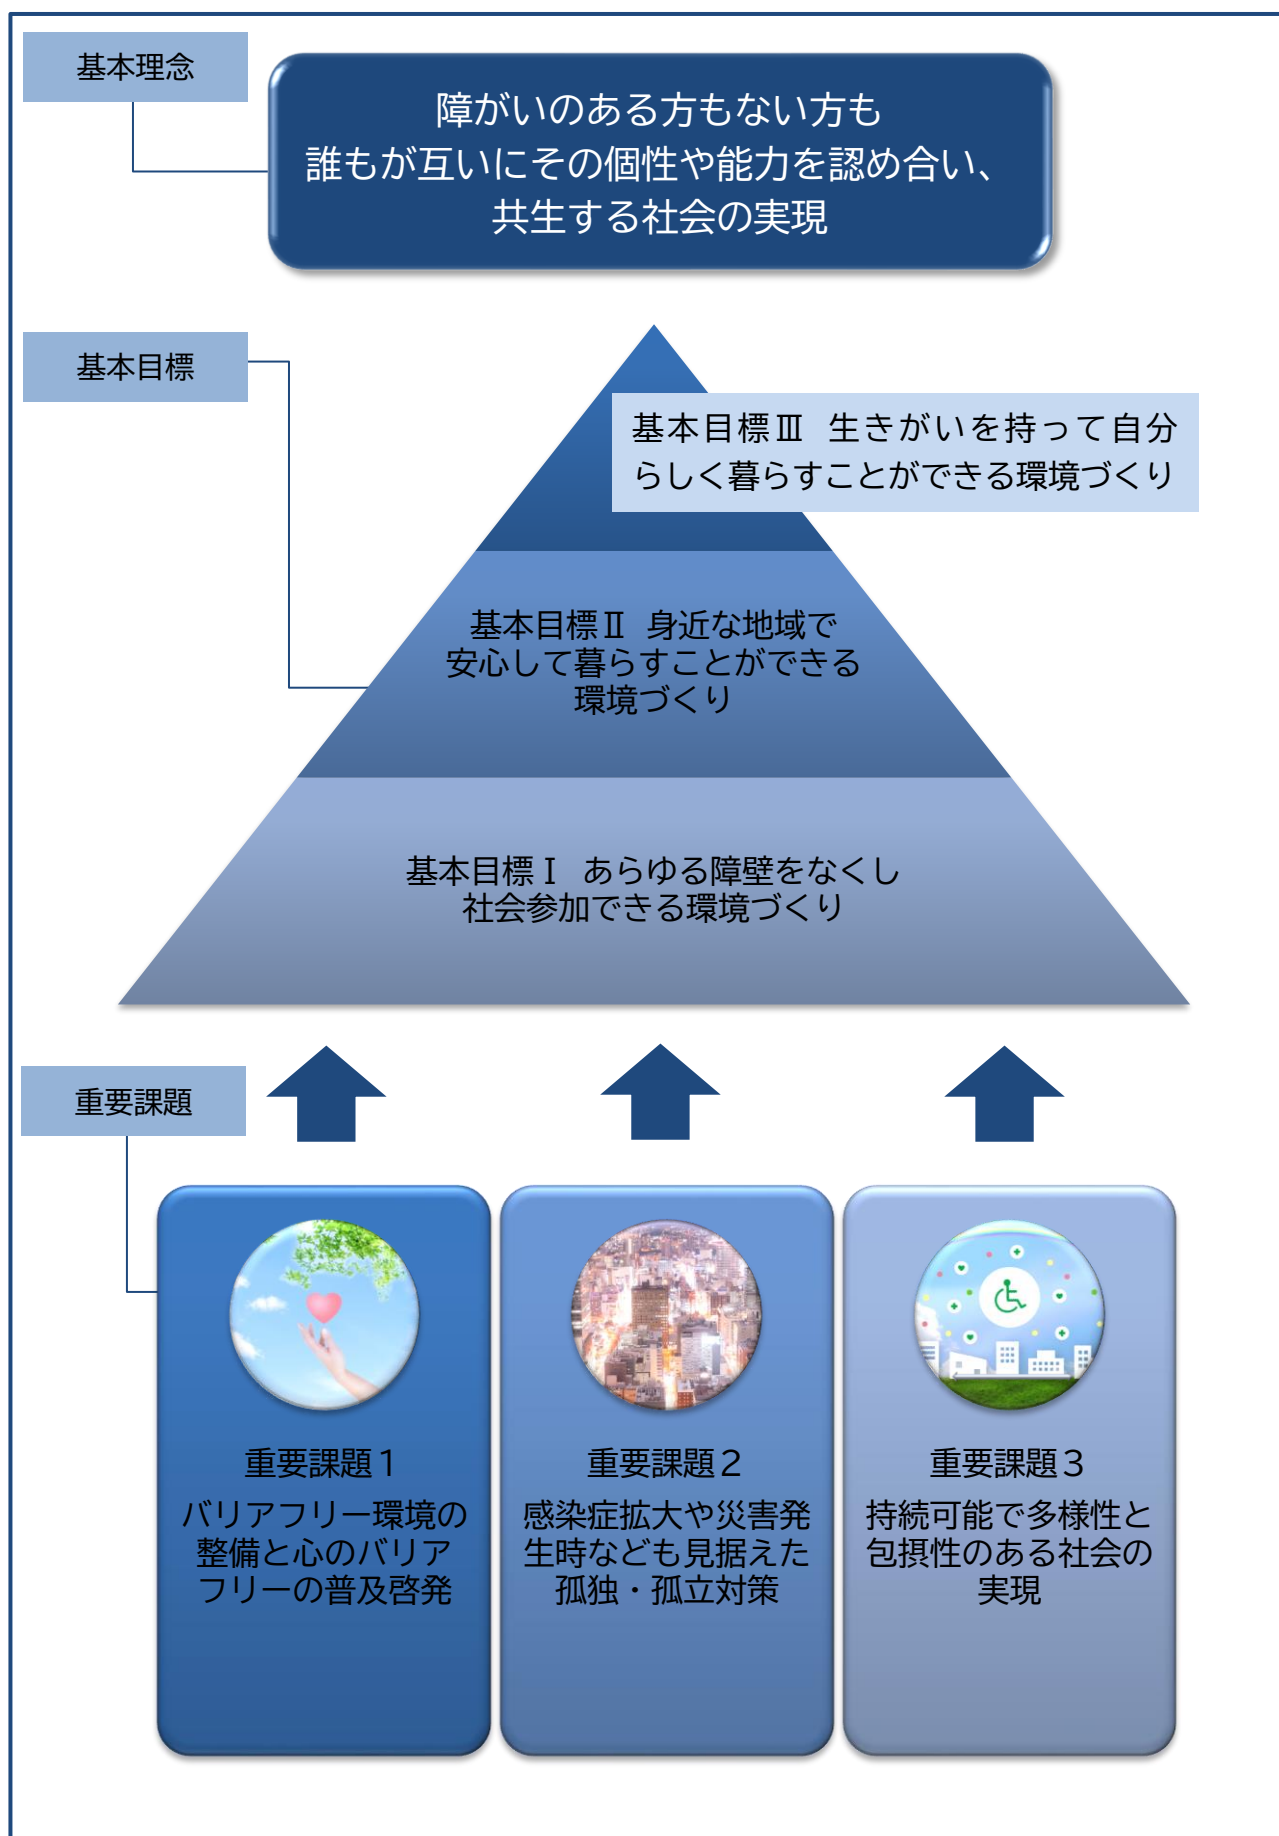 基本理念
障がいのある方もない方も
誰もが互いにその個性や能力を認め合い、
共生する社会の実現
基本目標
基本目標Ⅲ 生きがいを持って自分
らしく暮らすことができる環境づくり
基本目標Ⅱ 身近な地域で
安心して暮らすことができる
環境づくり
基本目標Ⅰ あらゆる障壁をなくし
社会参加できる環境づくり
重要課題
重要課題1
バリアフリー環境の
整備と心のバリア
フリーの普及啓発
重要課題2
感染症拡大や災害発
生時なども見据えた
孤独・孤立対策
重要課題3
持続可能で多様性と
包摂性のある社会の
実現